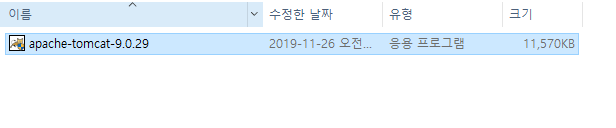 이름 수정한 날짜 유형 크기
apache-tomcat-9.0.29 2019-11-26 오전... 응용 프로그램 11,570KB